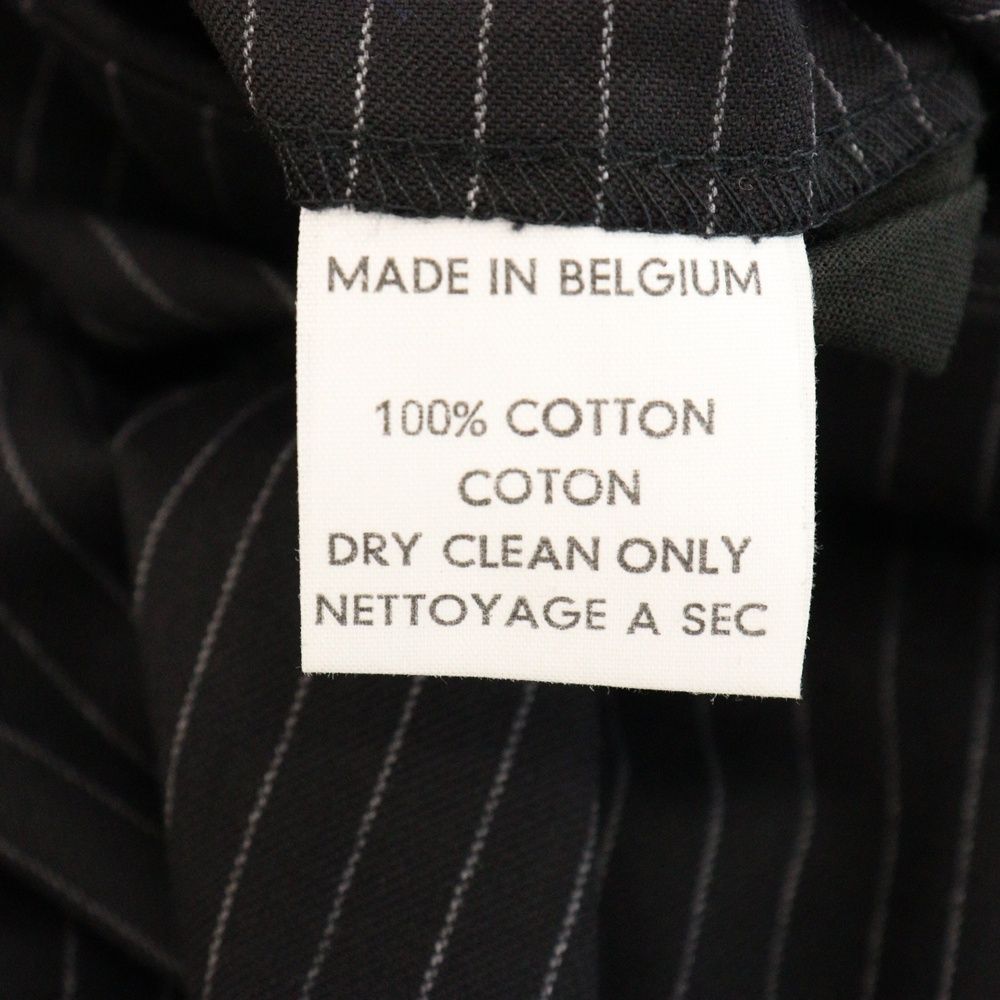 MADE IN BELGIUM
100% COTTON
COTON
DRY CLEAN ONLY
NETTOYAGE A SEC